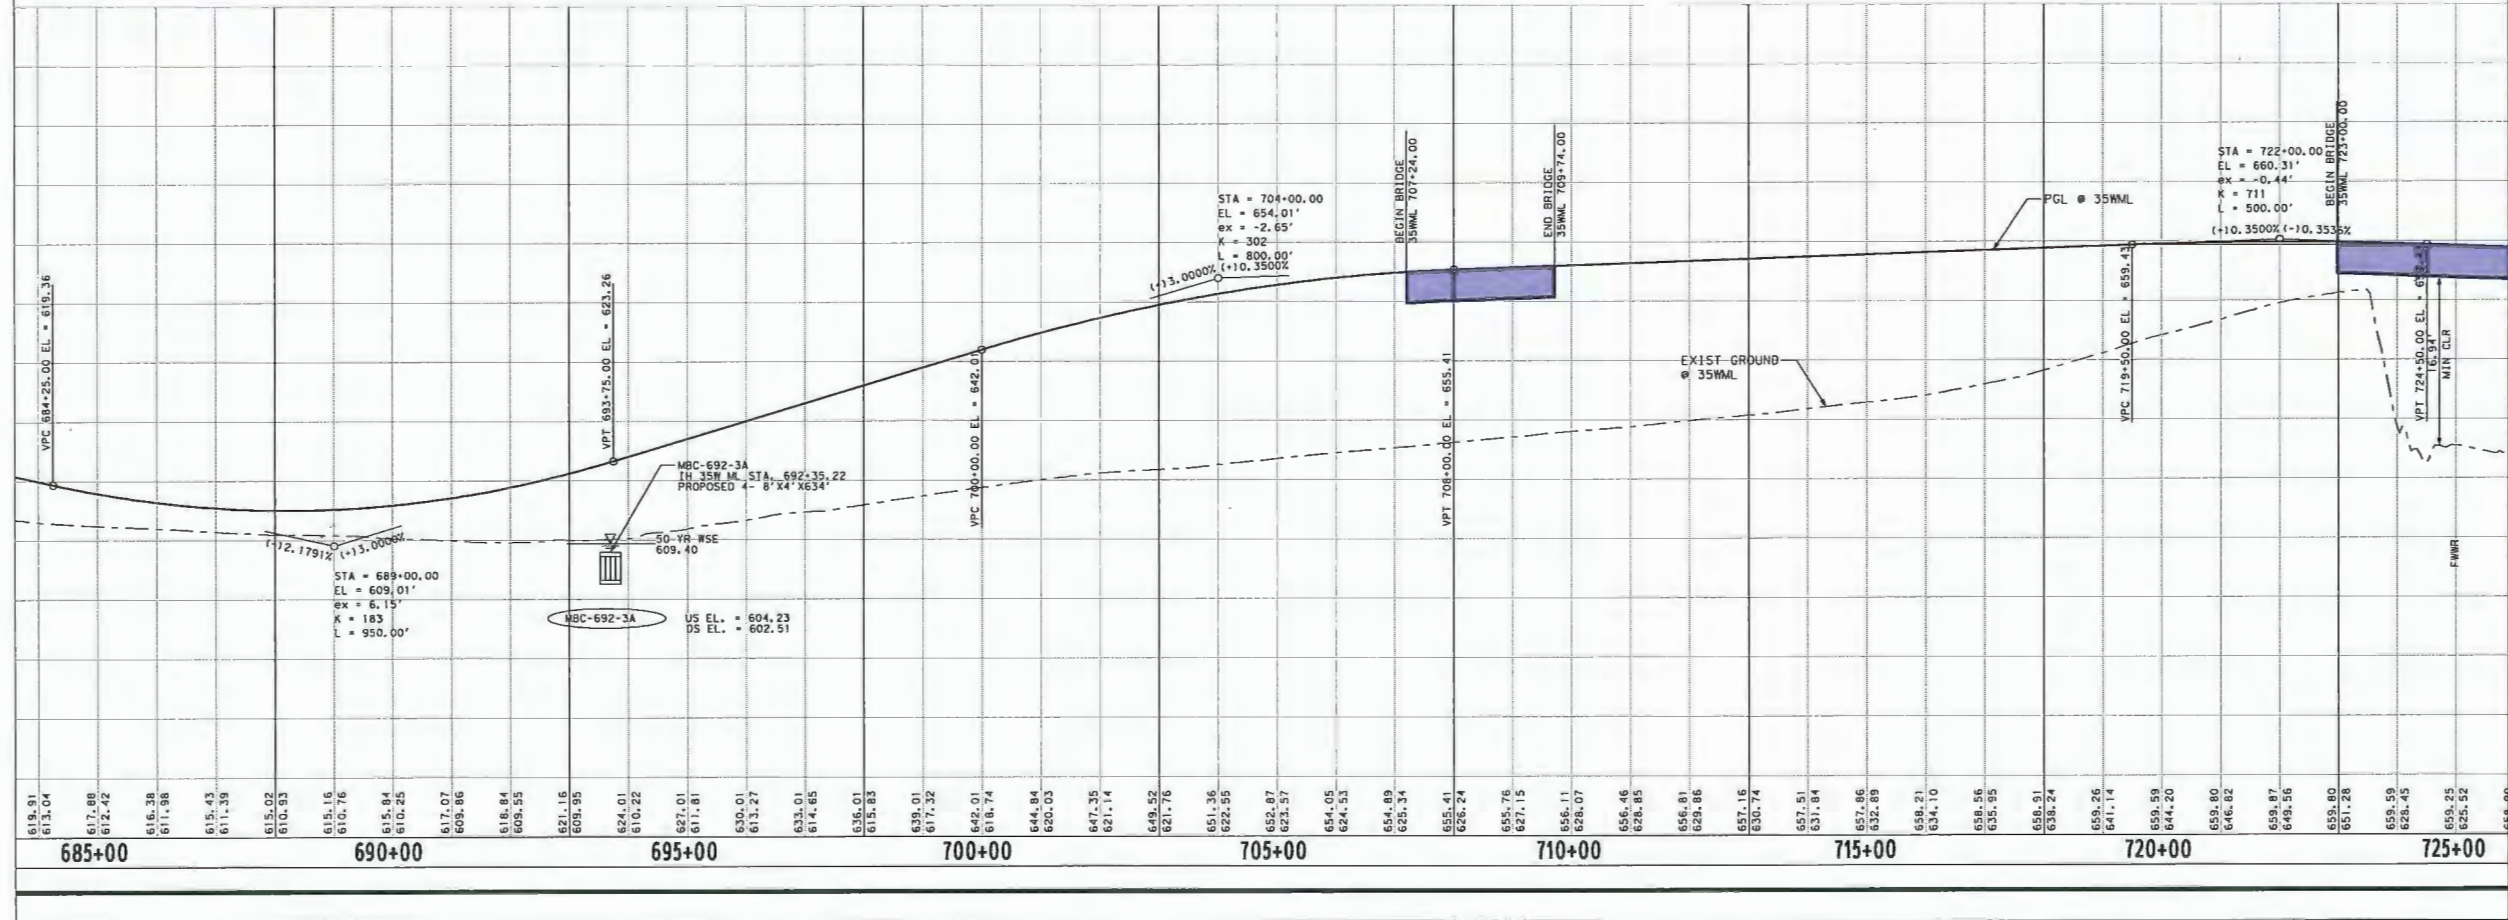 VPC 684+25.00 EL = 619.36
VPT 693+75.00 EL = 623.26
(-)2.1791% (+)3.0000%
STA = 689+00.00
EL = 609.01'
ex = 6.15'
K = 183
L = 950.00'
MBC-692-3A
IH 35W ML STA. 692+35.22
PROPOSED 4- 8'X4'X634'
50-YR WSE
609.40
MBC-692-3A
US EL. = 604.23
DS EL. = 602.51
VPC 700+00.00 EL = 642.01
STA = 704+00.00
EL = 654.01'
ex = -2.65'
K = 302
L = 800.00'
(+)3.0000% (+)0.3500%
BEGIN BRIDGE
35WML 707+24.00
VPT 708+00.00 EL = 655.41
END BRIDGE
35WML 709+74.00
EXIST GROUND
@ 35WML
PGL @ 35WML
VPC 719+50.00 EL = 659.43
STA = 722+00.00
EL = 660.31'
ex = -0.44'
K = 711
L = 500.00'
(+)0.3500% (-)0.3535%
BEGIN BRIDGE
35WML 723+00.00
VPT 724+50.00 EL =
16.94'
MIN CLR
FWWR
619.91 613.04
617.88 612.42
616.38 611.98
615.43 611.39
615.02 610.93
615.16 610.76
615.84 610.25
617.07 609.86
618.84 609.55
621.16 609.95
624.01 610.22
627.01 611.81
630.01 613.27
633.01 614.65
636.01 615.83
639.01 617.32
642.01 618.74
644.84 620.03
647.35 621.14
649.52 621.76
651.36 622.55
652.87 623.57
654.05 624.53
654.89 625.34
655.41 626.24
655.76 627.15
656.11 628.07
656.46 628.85
656.81 629.86
657.16 630.74
657.51 631.84
657.86 632.89
658.21 634.10
658.56 635.95
658.91 638.24
659.26 641.14
659.59 644.20
659.80 646.82
659.87 649.56
659.80 651.28
659.59 628.45
659.25 625.52
685+00 690+00 695+00 700+00 705+00 710+00 715+00 720+00 725+00